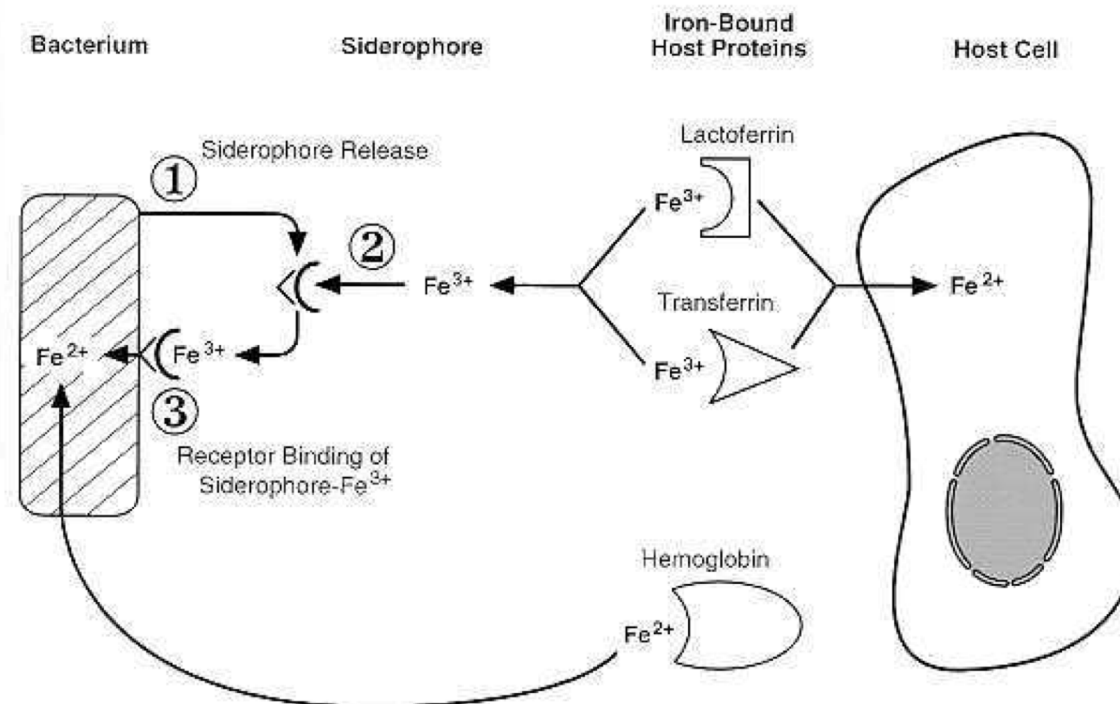 Bacterium
Siderophore
Iron-Bound
Host Proteins
Host Cell
Siderophore Release
Lactoferrin
①
Fe³⁺
②
Fe³⁺
Fe²⁺
Transferrin
Fe²⁺
Fe³⁺
Fe³⁺
③
Receptor Binding of
Siderophore-Fe³⁺
Hemoglobin
Fe²⁺